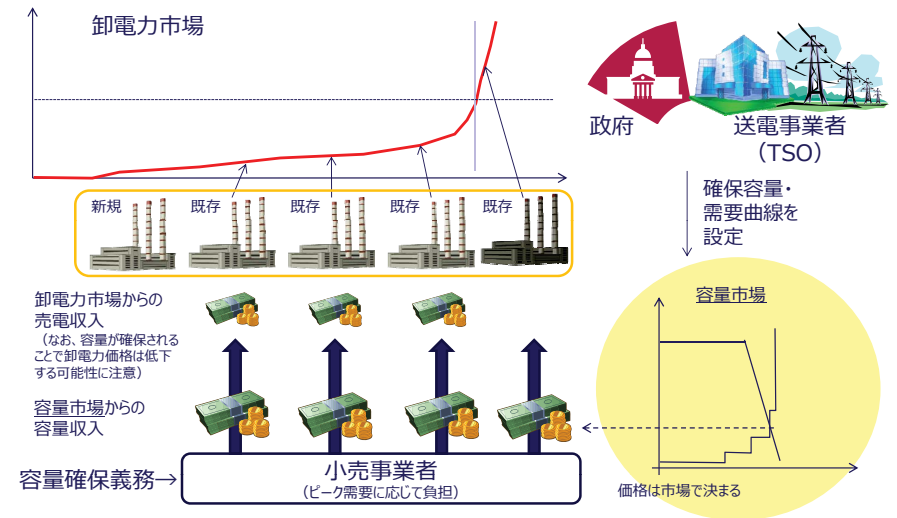 卸電力市場
政府
送電事業者
（TSO）
確保容量・
需要曲線を
設定
新規
既存
既存
既存
既存
卸電力市場からの
売電収入
（なお、容量が確保される
ことで卸電力価格は低下
する可能性に注意）
容量市場
容量市場からの
容量収入
容量確保義務→
小売事業者
（ピーク需要に応じて負担）
価格は市場で決まる